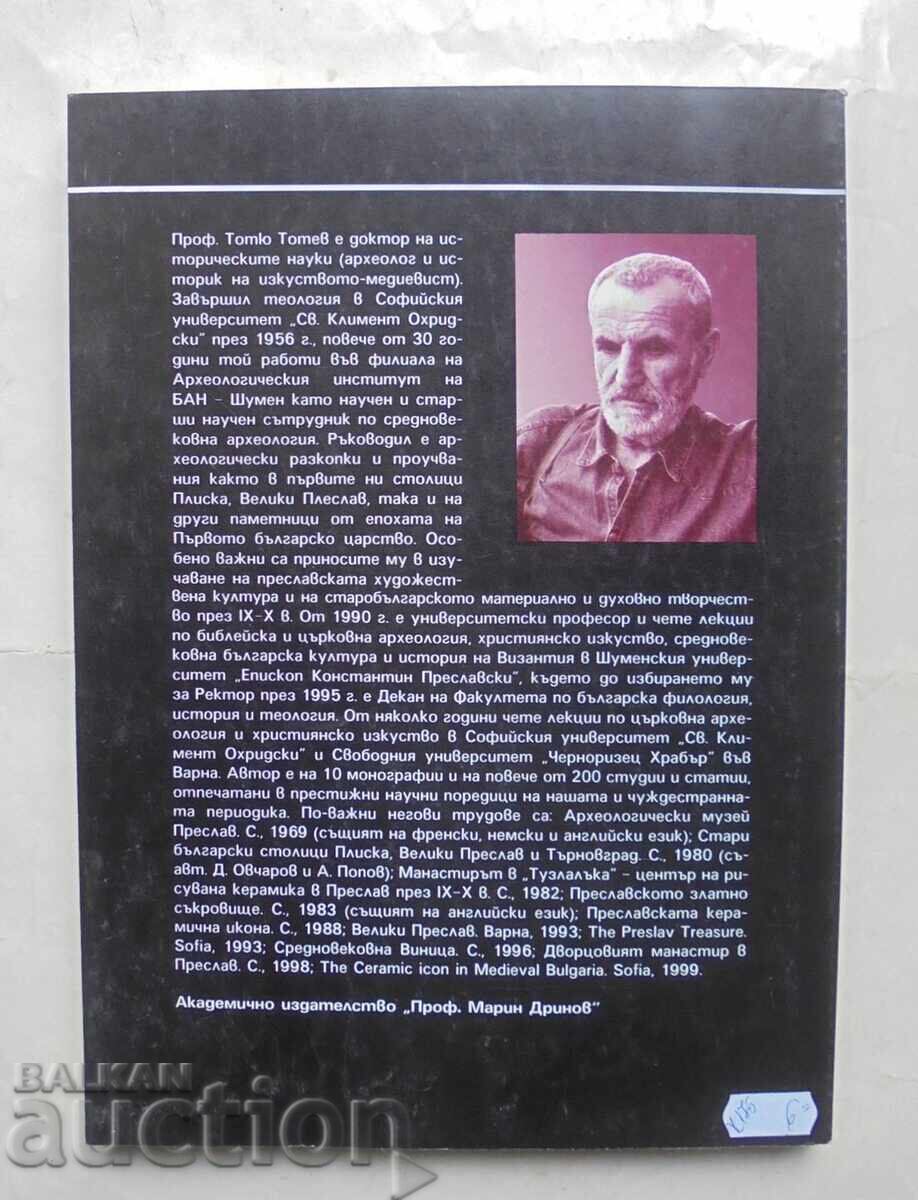 Проф. Тотю Тотев е доктор на ис-
торическите науки (археолог и ис-
торик на изкуството-медиевист).
Завършил теология в Софийския
университет „Св. Климент Охрид-
ски" през 1956 г., повече от 30 го-
дини той работи във филиала на
Археологическия институт на
БАН - Шумен като научен и стар-
ши научен сътрудник по среднове-
ковна археология. Ръководил е ар-
хеологически разкопки и проучва-
ния както в първите ни столици
Плиска, Велики Плеслав, така и на
други паметници от епохата на
Първото българско царство. Осо-
бено важни са приносите му в изу-
чаване на преславската художест-
вена култура и на старобългарското материално и духовно творчест-
во през IX-X в. От 1990 г. е университетски професор и чете лекции
по библейска и църковна археология, християнско изкуство, среднове-
ковна българска култура и история на Византия в Шуменския универ-
ситет „Епископ Константин Преславски", където до избирането му
за Ректор през 1995 г. е Декан на Факултета по българска филология,
история и теология. От няколко години чете лекции по църковна архе-
ология и християнско изкуство в Софийския университет „Св. Кли-
мент Охридски" и Свободния университет „Черноризец Храбър" във
Варна. Автор е на 10 монографии и на повече от 200 студии и статии,
отпечатани в престижни научни поредици на нашата и чуждестранна-
та периодика. По-важни негови трудове са: Археологически музей
Преслав. С., 1969 (същият на френски, немски и английски език); Стари
български столици Плиска, Велики Преслав и Търновград. С., 1980 (съ-
авт. Д. Овчаров и А. Попов); Манастирът в „Тузлалъка" - център на ри-
сувана керамика в Преслав през IX-X в. С., 1982; Преславското златно
съкровище. С., 1983 (същият на английски език); Преславската кера-
мична икона. С., 1988; Велики Преслав. Варна, 1993; The Preslav Treasure.
Sofia, 1993; Средновековна Виница. С., 1996; Дворцовият манастир в
Преслав. С., 1998; The Ceramic icon in Medieval Bulgaria. Sofia, 1999.
Академично издателство „Проф. Марин Дринов"
BALKAN
auction